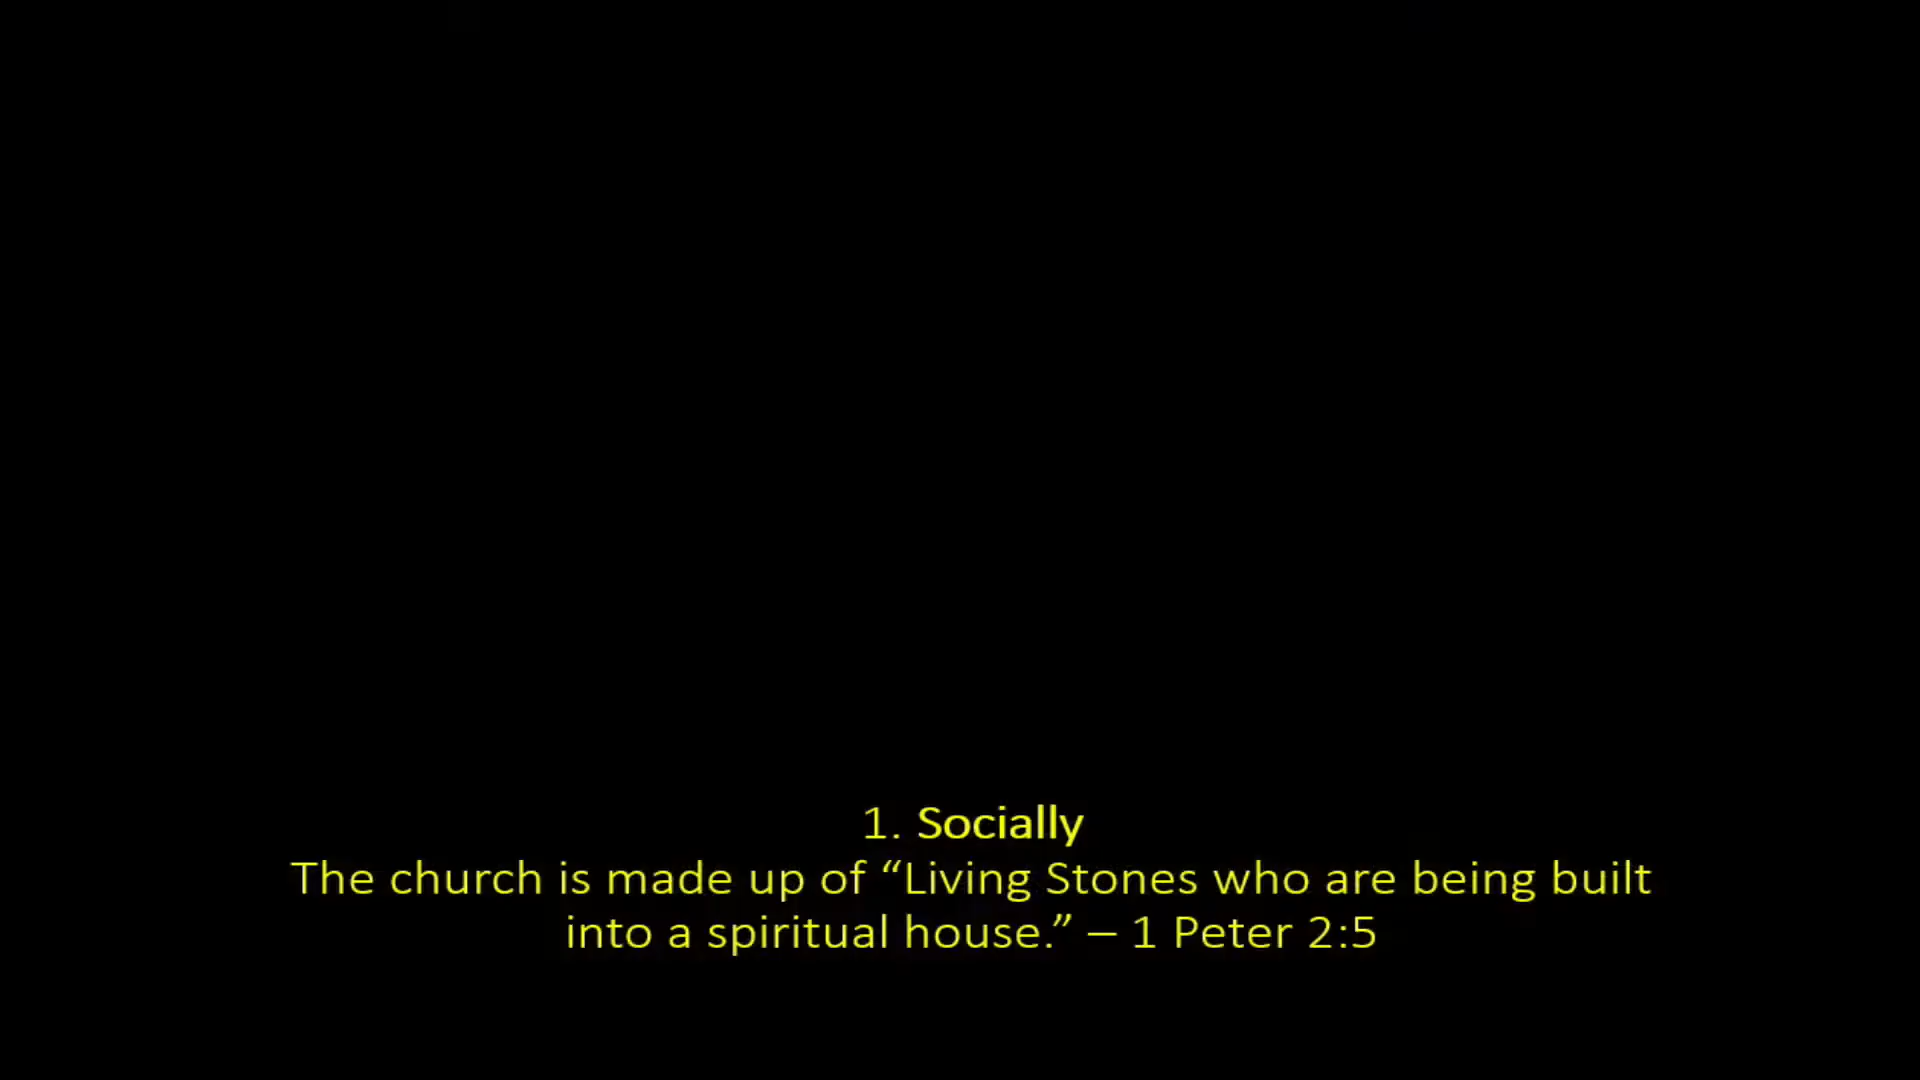 1. Socially
The church is made up of “Living Stones who are being built
into a spiritual house.” – 1 Peter 2:5